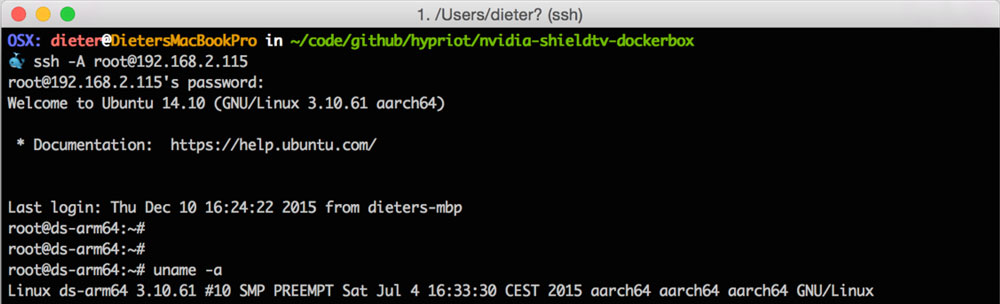 1. /Users/dieter? (ssh)
OSX: dieter@DietersMacBookPro in ~/code/github/hypriot/nvidia-shieldtv-dockerbox
🐳 ssh -A root@192.168.2.115
root@192.168.2.115's password:
Welcome to Ubuntu 14.10 (GNU/Linux 3.10.61 aarch64)
* Documentation:  https://help.ubuntu.com/
Last login: Thu Dec 10 16:24:22 2015 from dieters-mbp
root@ds-arm64:~#
root@ds-arm64:~#
root@ds-arm64:~# uname -a
Linux ds-arm64 3.10.61 #10 SMP PREEMPT Sat Jul 4 16:33:30 CEST 2015 aarch64 aarch64 aarch64 GNU/Linux